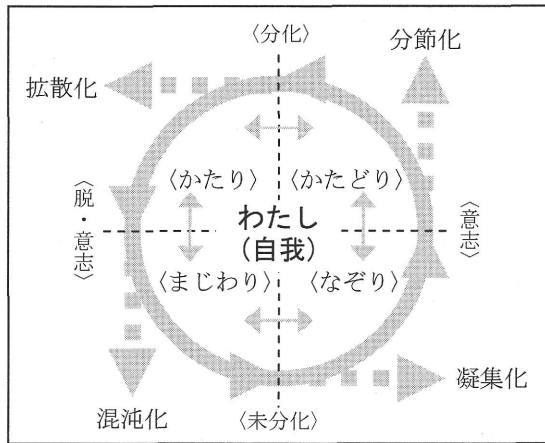 〈分化〉
分節化
拡散化
〈かたり〉
〈かたどり〉
〈脱・意志〉
わたし
(自我)
〈意志〉
〈まじわり〉
〈なぞり〉
凝集化
混沌化
〈未分化〉